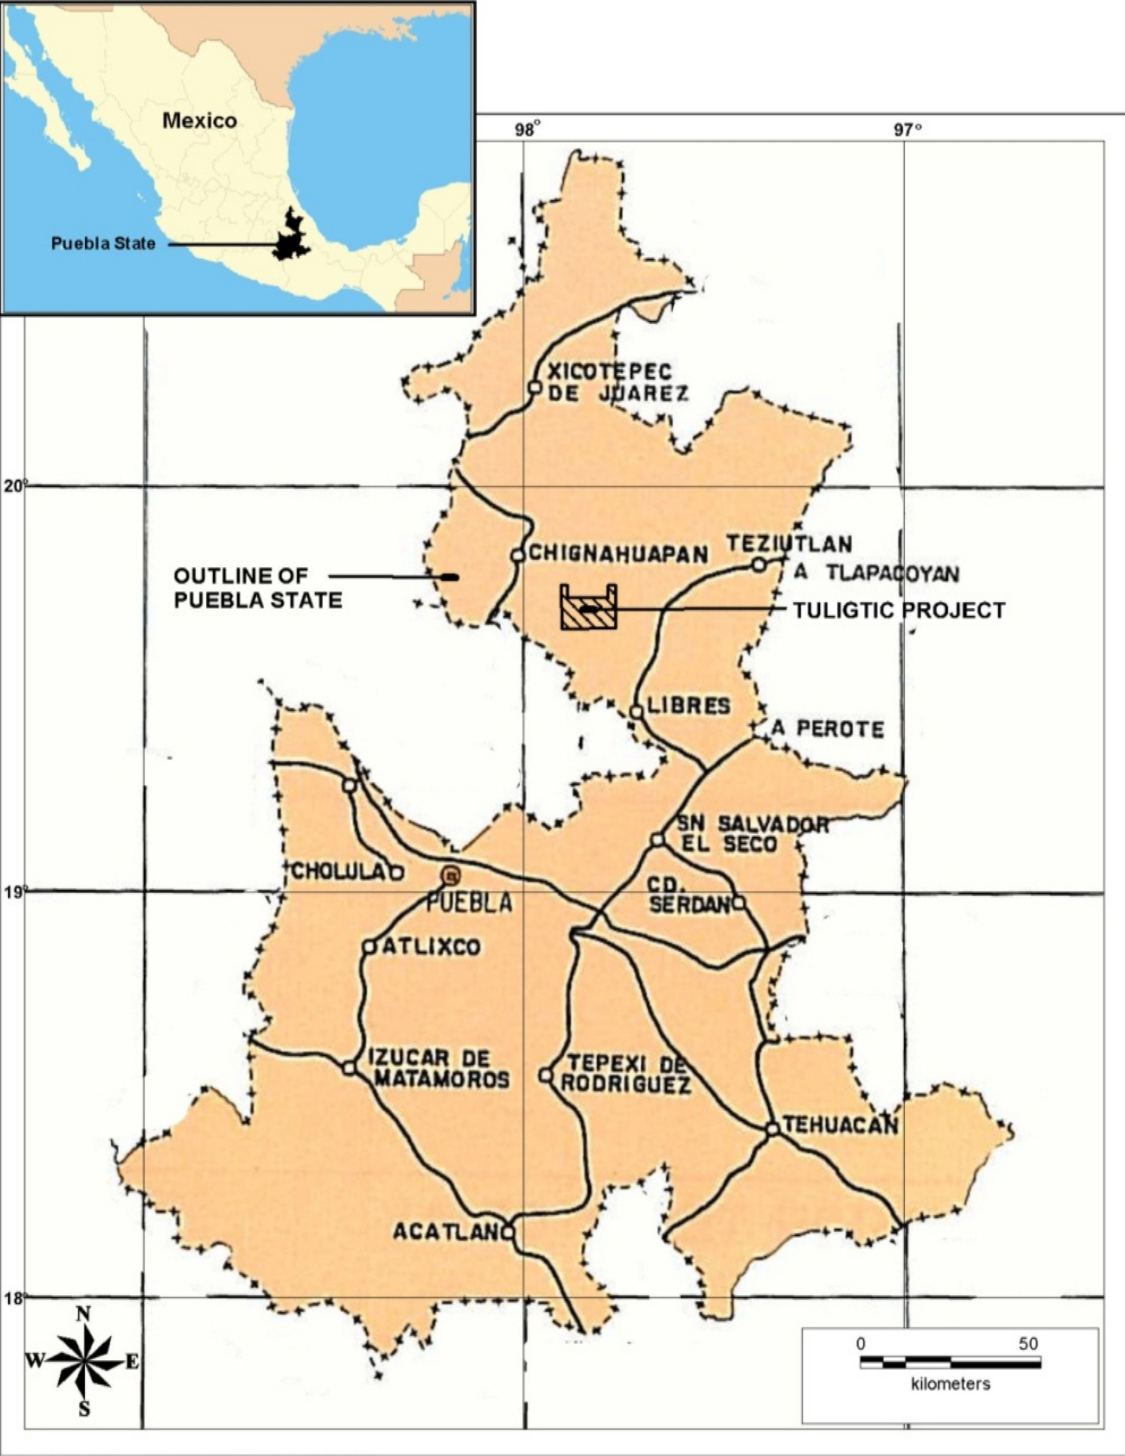 Mexico
Puebla State
98°
97°
XICOTEPEC
DE JUAREZ
20°
CHIGNAHUAPAN
TEZIUTLAN
A TLAPACOYAN
OUTLINE OF
PUEBLA STATE
TULIGTIC PROJECT
LIBRES
A PEROTE
SN SALVADOR
EL SECO
CHOLULA
CD.
SERDAN
19°
PUEBLA
ATLIXCO
IZUCAR DE
MATAMOROS
TEPEXI DE
RODRIGUEZ
TEHUACAN
ACATLAN
18°
N
W E
S
0 50
kilometers